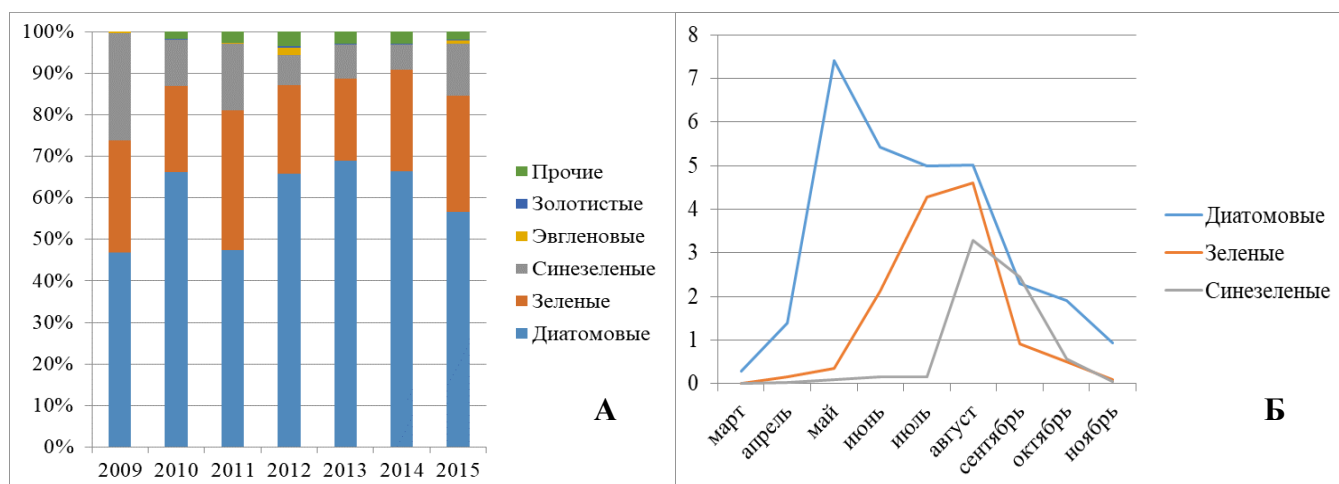 100%
90%
80%
70%
60%
50%
40%
30%
20%
10%
0%
2009 2010 2011 2012 2013 2014 2015
Прочие
Золотистые
Эвгленовые
Синезеленые
Зеленые
Диатомовые
А
8
7
6
5
4
3
2
1
0
март
апрель
май
июнь
июль
август
сентябрь
октябрь
ноябрь
Диатомовые
Зеленые
Синезеленые
Б